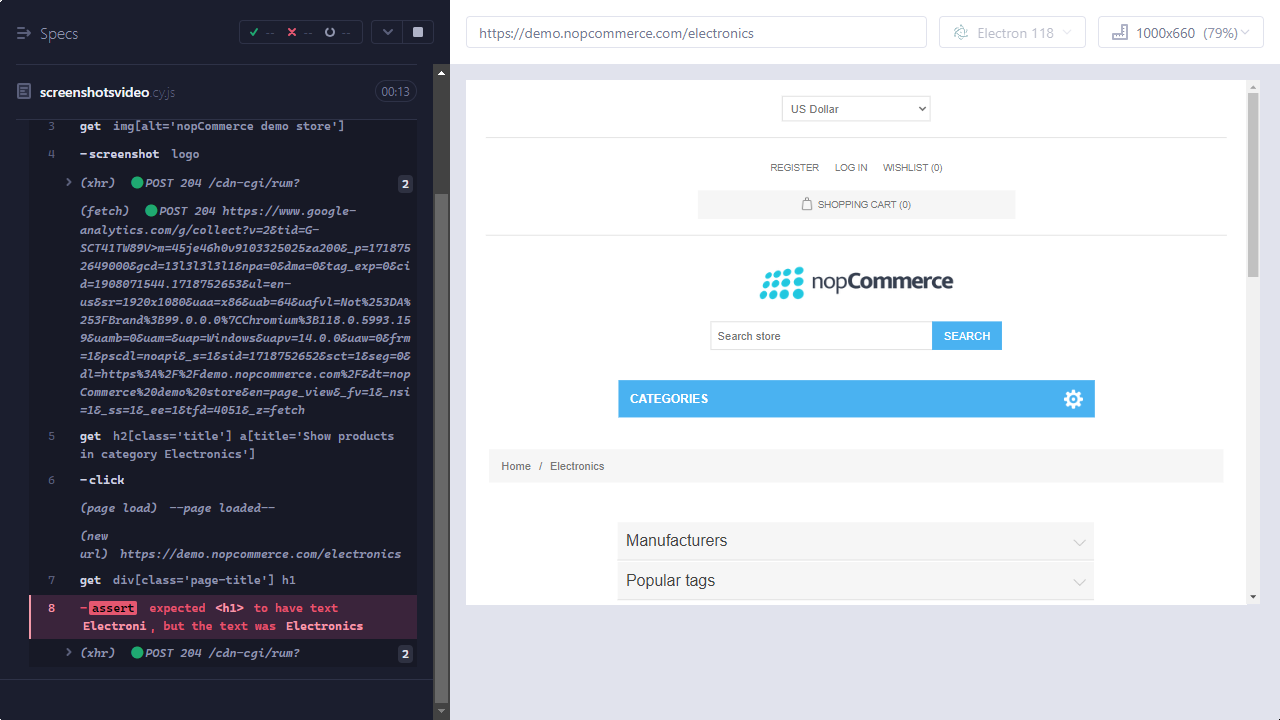 Specs
-- -- --
screenshotsvideo.cy.js 00:13
3 get img[alt='nopCommerce demo store']
4 -screenshot logo
(xhr) POST 204 /cdn-cgi/rum? 2
(fetch) POST 204 https://www.google-
analytics.com/g/collect?v=2&tid=G-
SCT41TW89V>m=45je46h0v9103325025za200&_p=171875
2649000&gcd=13l3l3l3l1&npa=0&dma=0&tag_exp=0&ci
d=1908071544.1718752653&ul=en-
us&sr=1920x1080&uaa=x86&uab=64&uafvl=Not%253DA%
253FBrand%3B99.0.0.0%7CChromium%3B118.0.5993.15
9&uamb=0&uam=&uap=Windows&uapv=14.0.0&uaw=0&frm
=1&pscdl=noapi&_s=1&sid=1718752652&sct=1&seg=0&
dl=https%3A%2F%2Fdemo.nopcommerce.com%2F&dt=nop
Commerce%20demo%20store&en=page_view&_fv=1&_nsi
=1&_ss=1&_ee=1&tfd=4051&_z=fetch
5 get h2[class='title'] a[title='Show products
in category Electronics']
6 -click
(page load) --page loaded--
(new
url) https://demo.nopcommerce.com/electronics
7 get div[class='page-title'] h1
8 -assert expected <h1> to have text
Electroni, but the text was Electronics
(xhr) POST 204 /cdn-cgi/rum? 2
https://demo.nopcommerce.com/electronics
Electron 118
1000x660 (79%)
US Dollar
REGISTER LOG IN WISHLIST (0)
SHOPPING CART (0)
nopCommerce
Search store SEARCH
CATEGORIES
Home / Electronics
Manufacturers
Popular tags